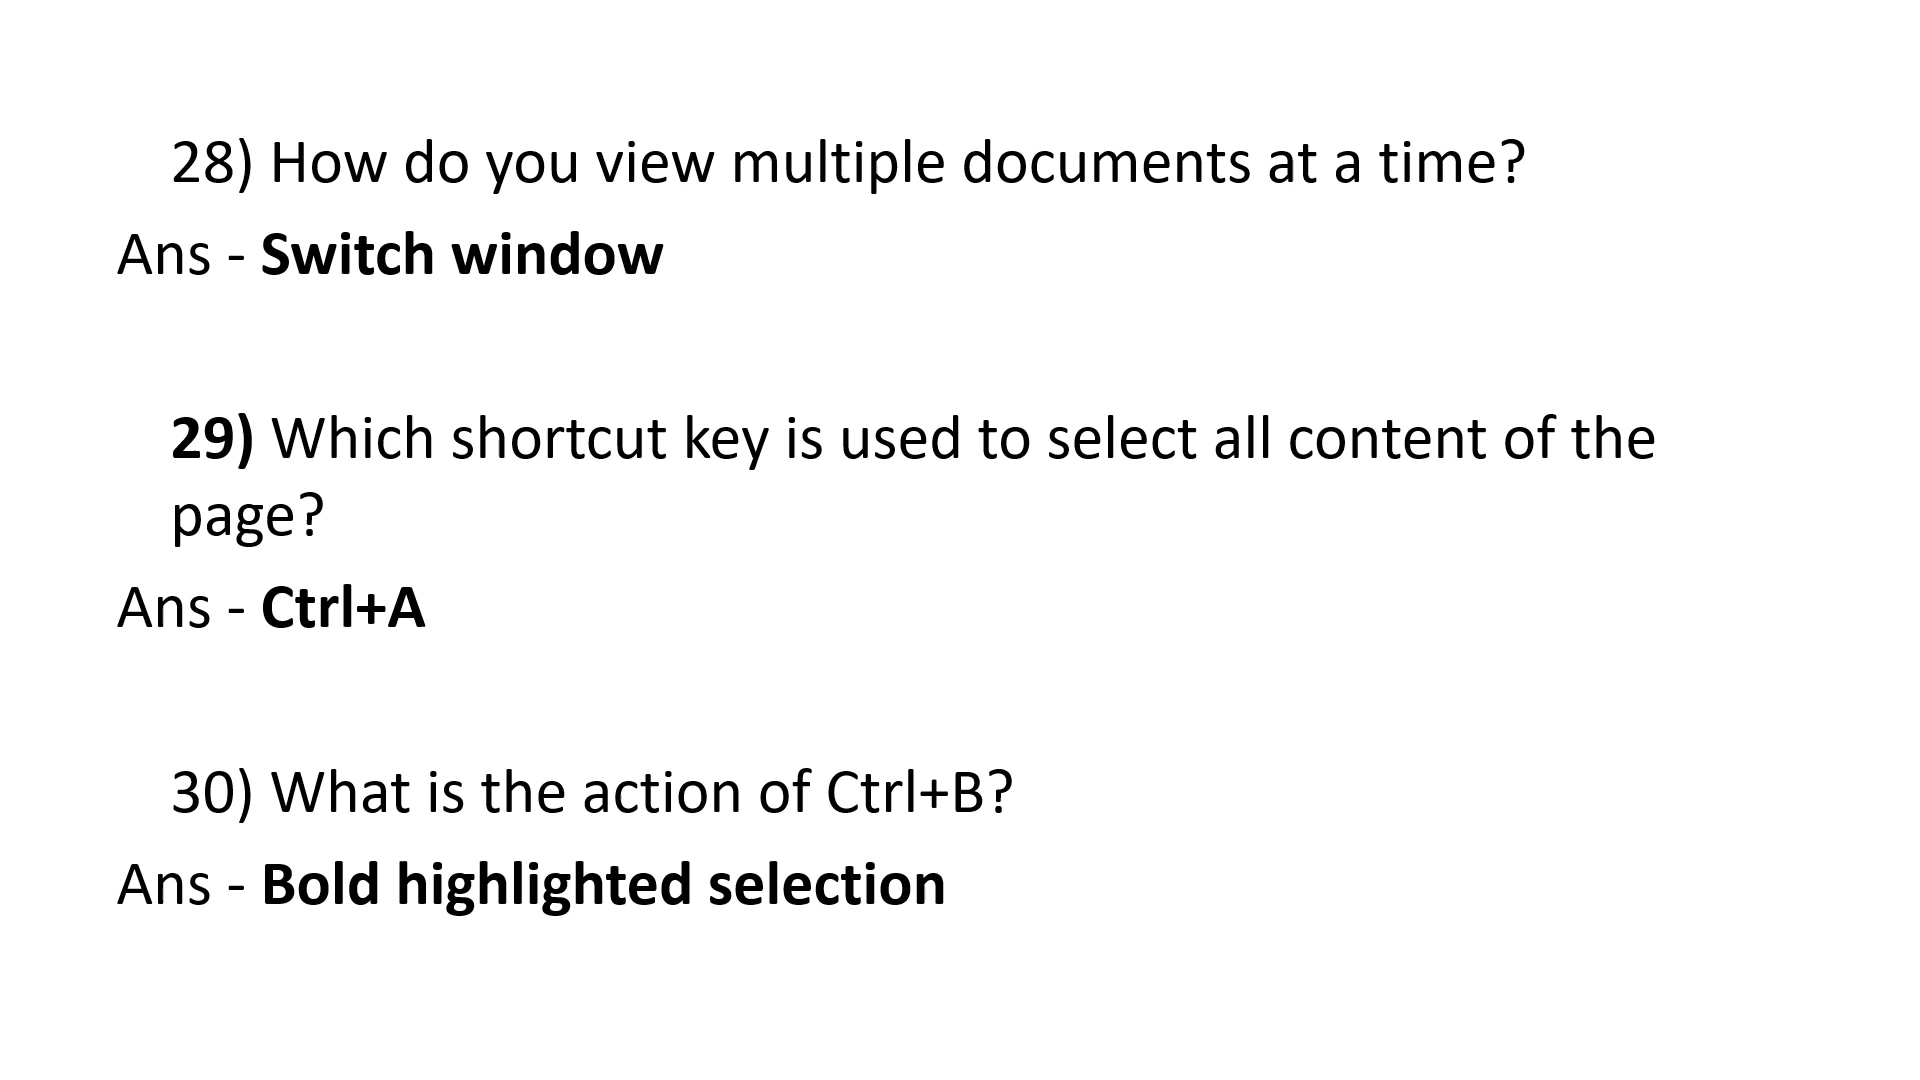 28) How do you view multiple documents at a time?
Ans - Switch window
29) Which shortcut key is used to select all content of the
page?
Ans - Ctrl+A
30) What is the action of Ctrl+B?
Ans - Bold highlighted selection